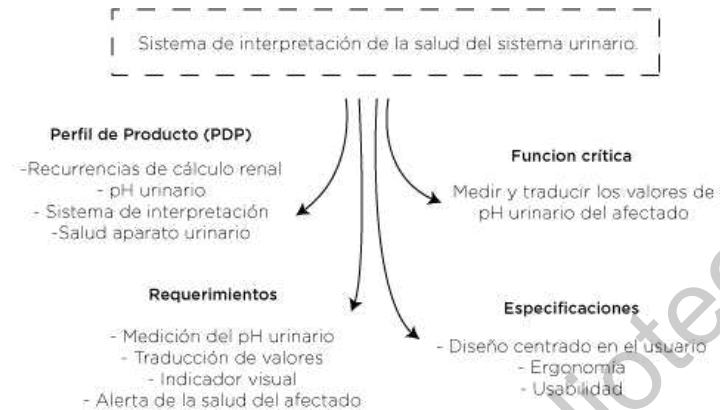 Sistema de interpretación de la salud del sistema urinario.
Perfil de Producto (PDP)
-Recurrencias de cálculo renal
- pH urinario
- Sistema de interpretación
-Salud aparato urinario
Funcion crítica
Medir y traducir los valores de
pH urinario del afectado
Requerimientos
- Medición del pH urinario
- Traducción de valores
- Indicador visual
- Alerta de la salud del afectado
Especificaciones
- Diseño centrado en el usuario
- Ergonomía
- Usabilidad